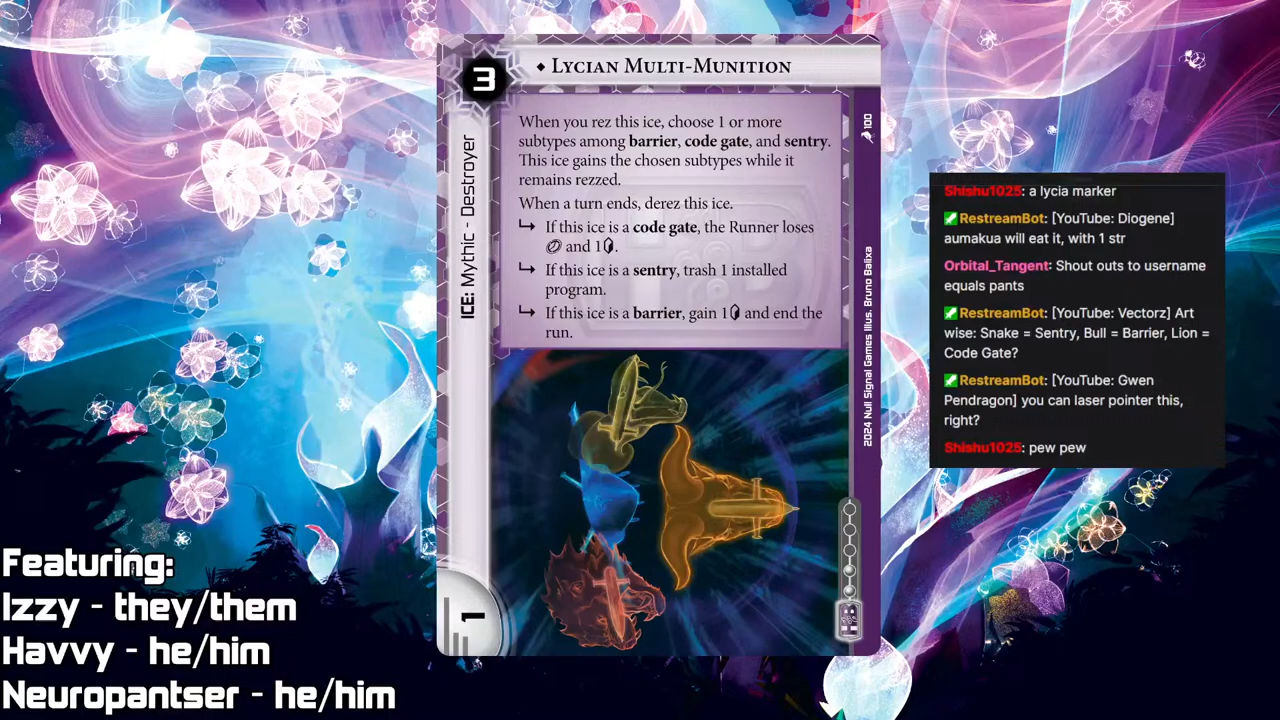 3
◆ Lycian Multi-Munition
When you rez this ice, choose 1 or more
subtypes among barrier, code gate, and sentry.
This ice gains the chosen subtypes while it
remains rezzed.
When a turn ends, derez this ice.
↳ If this ice is a code gate, the Runner loses
and 1.
↳ If this ice is a sentry, trash 1 installed
program.
↳ If this ice is a barrier, gain 1 and end the
run.
ICE: Mythic - Destroyer
100
2024 Null Signal Games Illus. Bruno Balixa
1
Shishu1025: a lycia marker
RestreamBot: [YouTube: Diogene]
aumakua will eat it, with 1 str
Orbital_Tangent: Shout outs to username
equals pants
RestreamBot: [YouTube: Vectorz] Art
wise: Snake = Sentry, Bull = Barrier, Lion =
Code Gate?
RestreamBot: [YouTube: Gwen
Pendragon] you can laser pointer this,
right?
Shishu1025: pew pew
Featuring:
Izzy - they/them
Havvy - he/him
Neuropantser - he/him